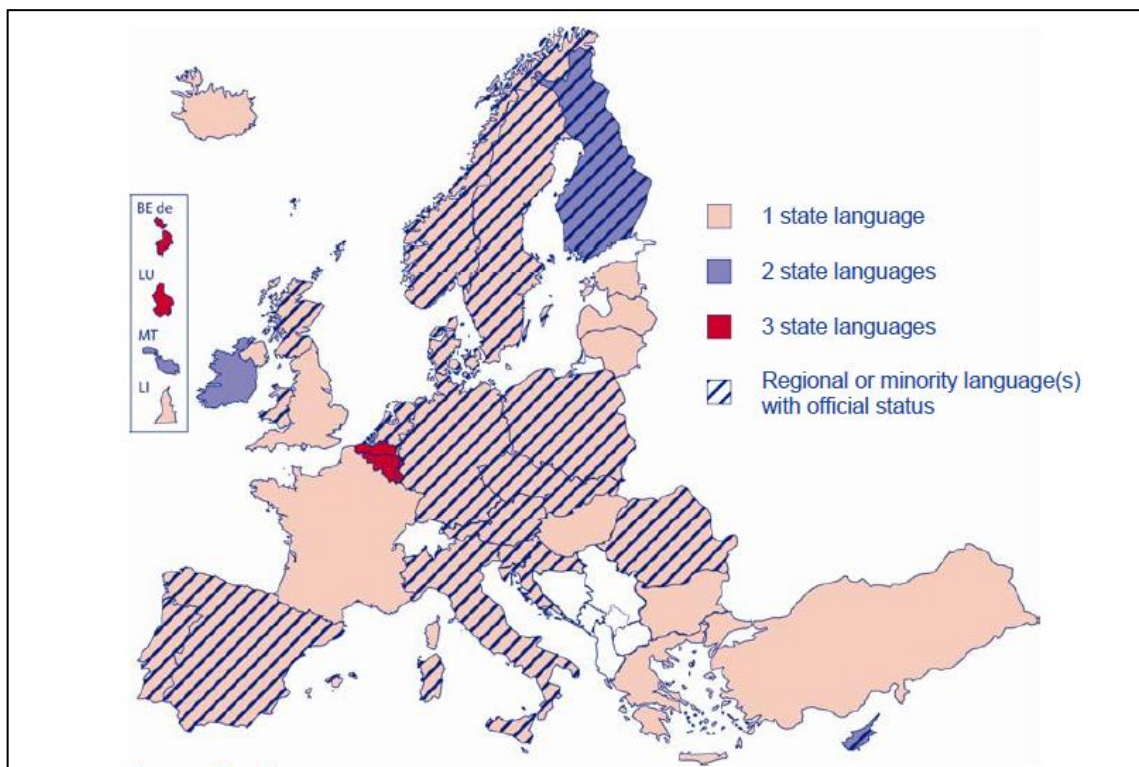 BE de
LU
MT
LI
1 state language
2 state languages
3 state languages
Regional or minority language(s)
with official status